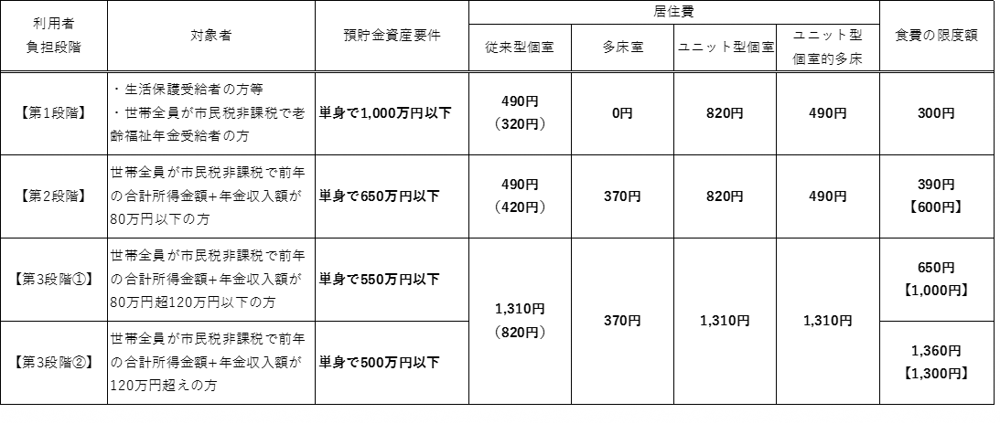 利用者
負担段階
対象者
預貯金資産要件
居住費
従来型個室
多床室
ユニット型個室
ユニット型
個室的多床
食費の限度額
【第1段階】
・生活保護受給者の方等
・世帯全員が市民税非課税で老
齢福祉年金受給者の方
単身で1,000万円以下
490円
（320円）
0円
820円
490円
300円
【第2段階】
世帯全員が市民税非課税で前年
の合計所得金額+年金収入額が
80万円以下の方
単身で650万円以下
490円
（420円）
370円
820円
490円
390円
【600円】
【第3段階①】
世帯全員が市民税非課税で前年
の合計所得金額+年金収入額が
80万円超120万円以下の方
単身で550万円以下
1,310円
（820円）
370円
1,310円
1,310円
650円
【1,000円】
【第3段階②】
世帯全員が市民税非課税で前年
の合計所得金額+年金収入額が
120万円超えの方
単身で500万円以下
1,360円
【1,300円】